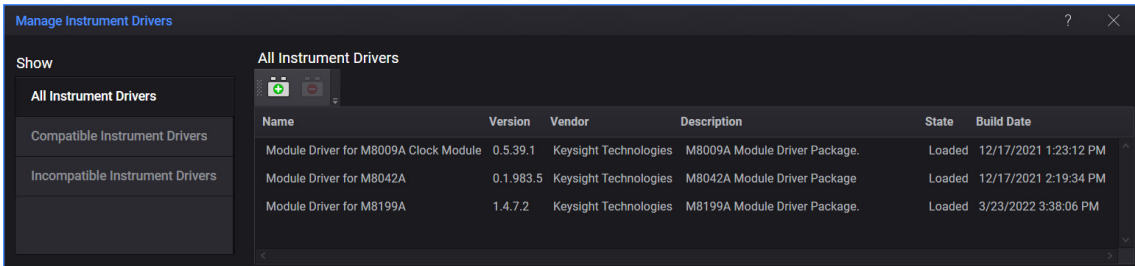 Manage Instrument Drivers ?
Show
All Instrument Drivers
Compatible Instrument Drivers
Incompatible Instrument Drivers
All Instrument Drivers
Name Version Vendor Description State Build Date
Module Driver for M8009A Clock Module 0.5.39.1 Keysight Technologies M8009A Module Driver Package. Loaded 12/17/2021 1:23:12 PM
Module Driver for M8042A 0.1.983.5 Keysight Technologies M8042A Module Driver Package Loaded 12/17/2021 2:19:34 PM
Module Driver for M8199A 1.4.7.2 Keysight Technologies M8199A Module Driver Package. Loaded 3/23/2022 3:38:06 PM